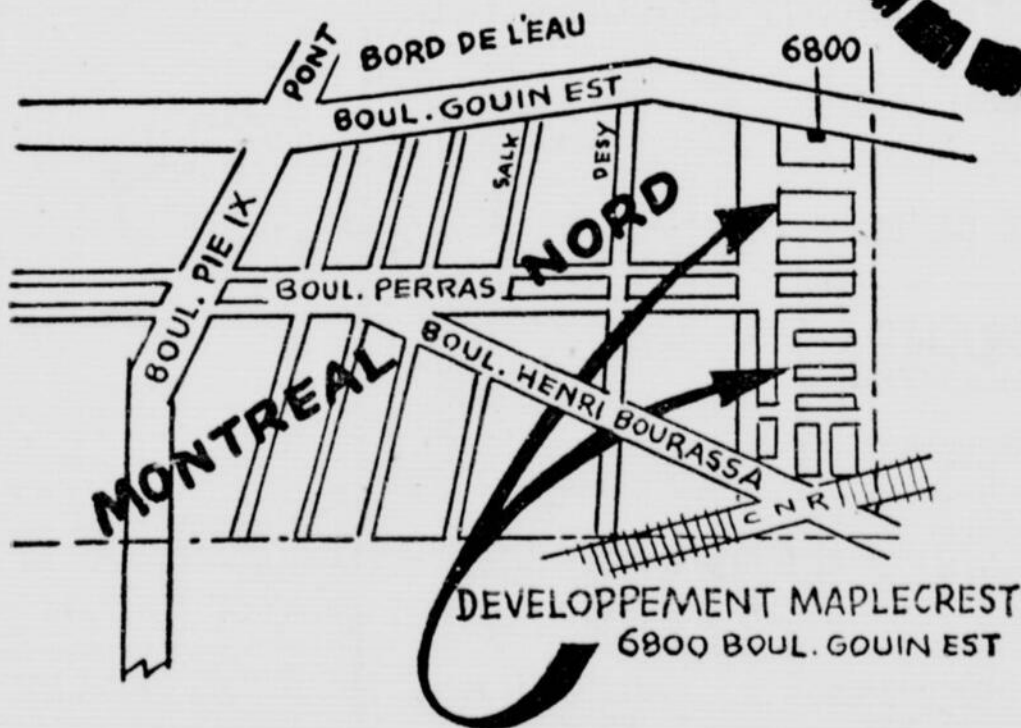 6800
PONT
BORD DE L'EAU
BOUL. GOUIN EST
SALK
DESY
BOUL. PIE IX
NORD
BOUL. PERRAS
MONTREAL
BOUL. HENRI BOURASSA
CNR
DEVELOPPEMENT MAPLECREST
6800 BOUL. GOUIN EST